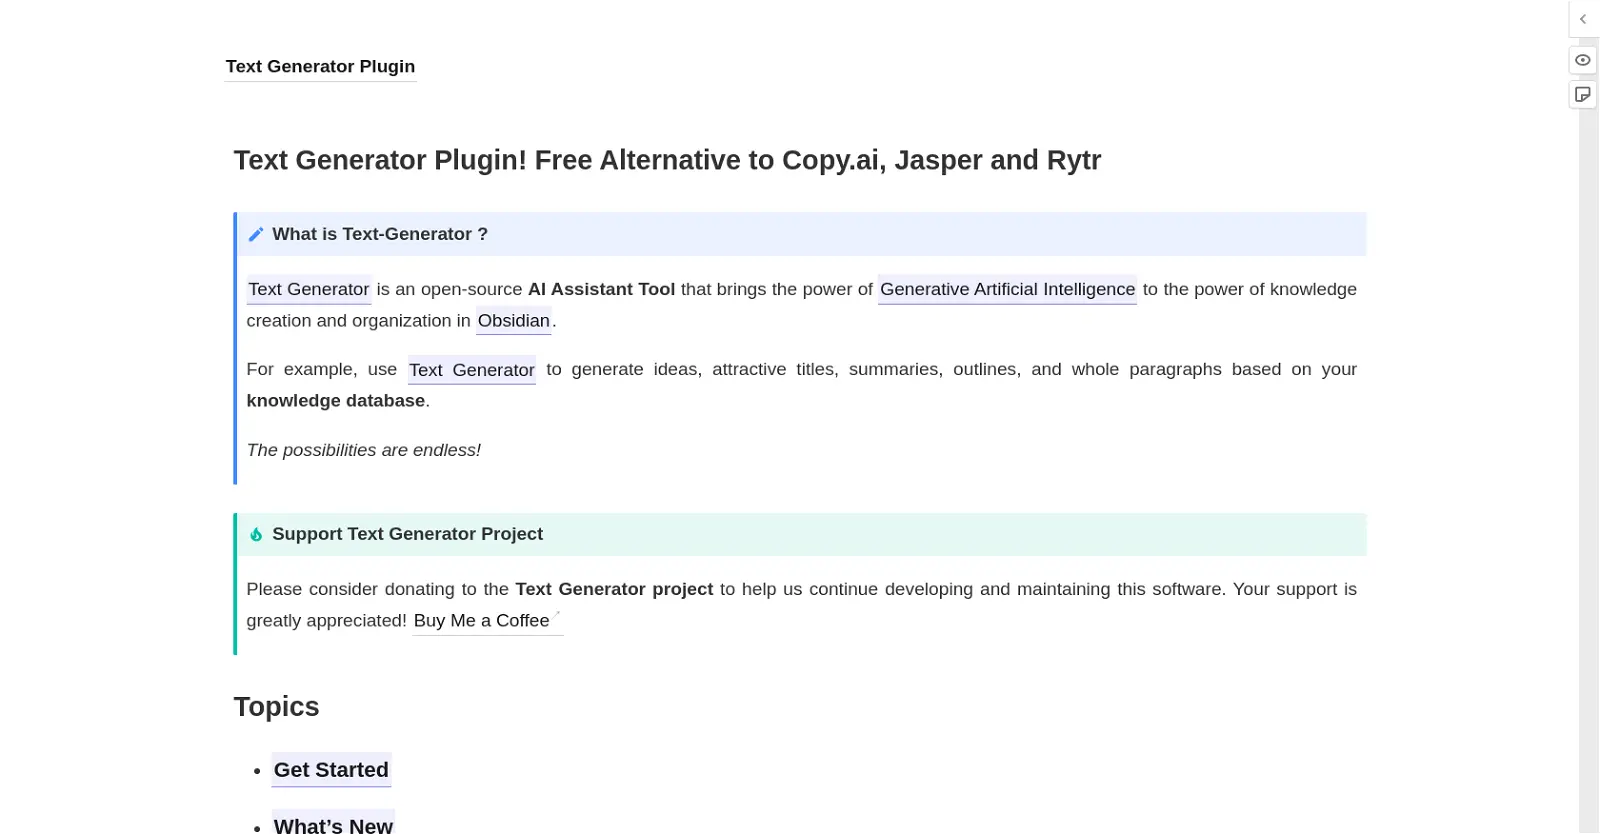 Text Generator Plugin
Text Generator Plugin! Free Alternative to Copy.ai, Jasper and Rytr
What is Text-Generator ?
Text Generator is an open-source AI Assistant Tool that brings the power of Generative Artificial Intelligence to the power of knowledge
creation and organization in Obsidian.
For example, use Text Generator to generate ideas, attractive titles, summaries, outlines, and whole paragraphs based on your
knowledge database.
The possibilities are endless!
Support Text Generator Project
Please consider donating to the Text Generator project to help us continue developing and maintaining this software. Your support is
greatly appreciated! Buy Me a Coffee
Topics
• Get Started
• What’s New